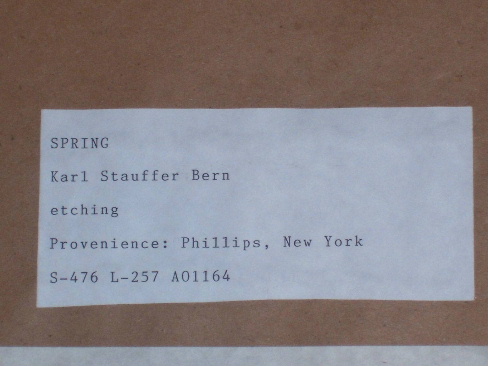 SPRING
Karl Stauffer Bern
etching
Provenience: Phillips, New York
S-476 L-257 A01164